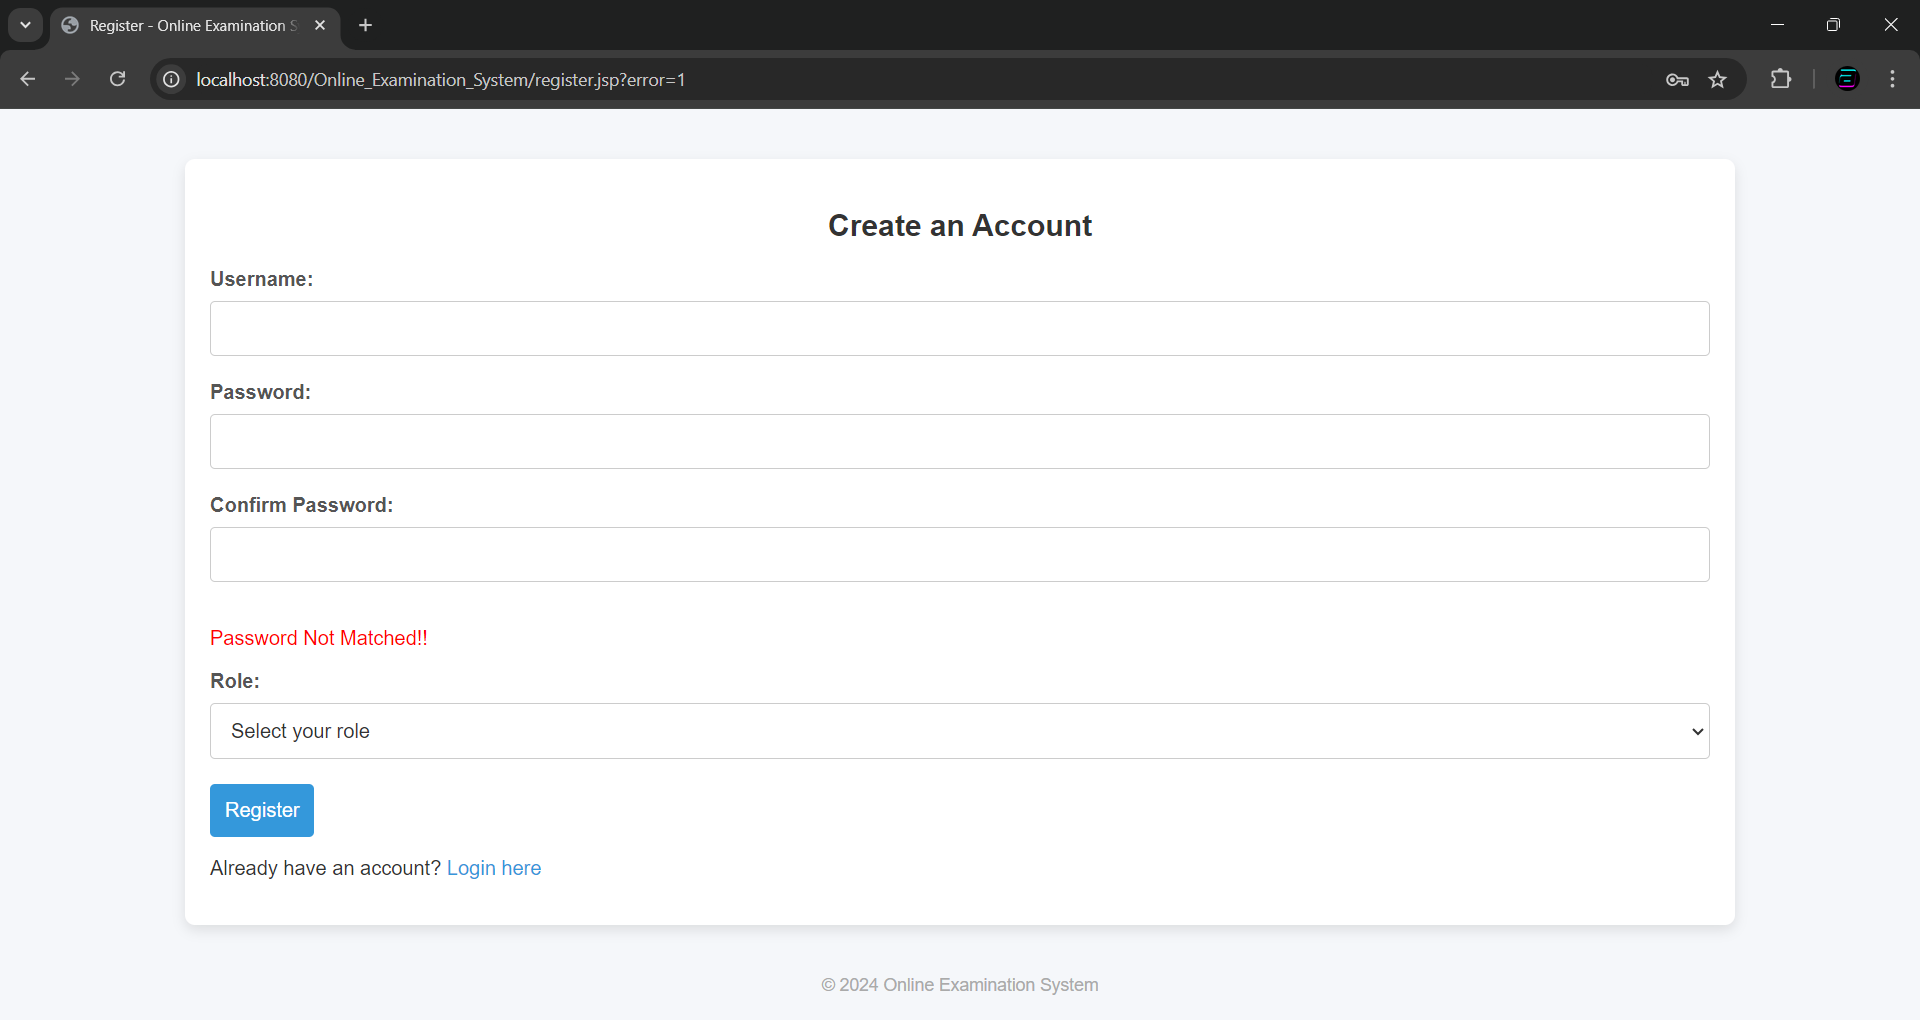 Register - Online Examination S
localhost:8080/Online_Examination_System/register.jsp?error=1
Create an Account
Username:
Password:
Confirm Password:
Password Not Matched!!
Role:
Select your role
Register
Already have an account? Login here
© 2024 Online Examination System